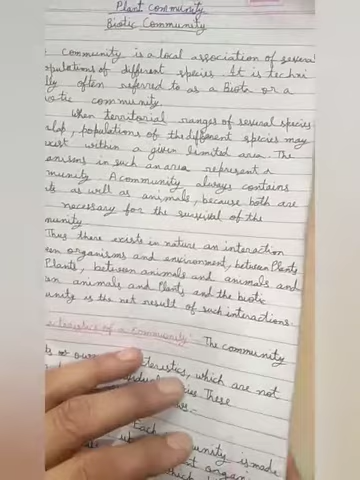 Plant Community
Biotic Community
Community is a local association of several
populations of different species. It is techni
lly often referred to as a Biota or a
biotic community.
When territorial ranges of several species
lap, populations of the different species may
exist within a given limited area. The
organisms in such an area represent a
munity. A community always contains
ts as well as animals, because both are
necessary for the survival of the
munity
Thus there exists in nature an interaction
een organisms and environment, between Plants
Plants, between animals and animals and
een animals and Plants and the biotic
unity is the net result of such interactions.
cteristics of a Community: The community
teristics, which are not
These
Each unity is made